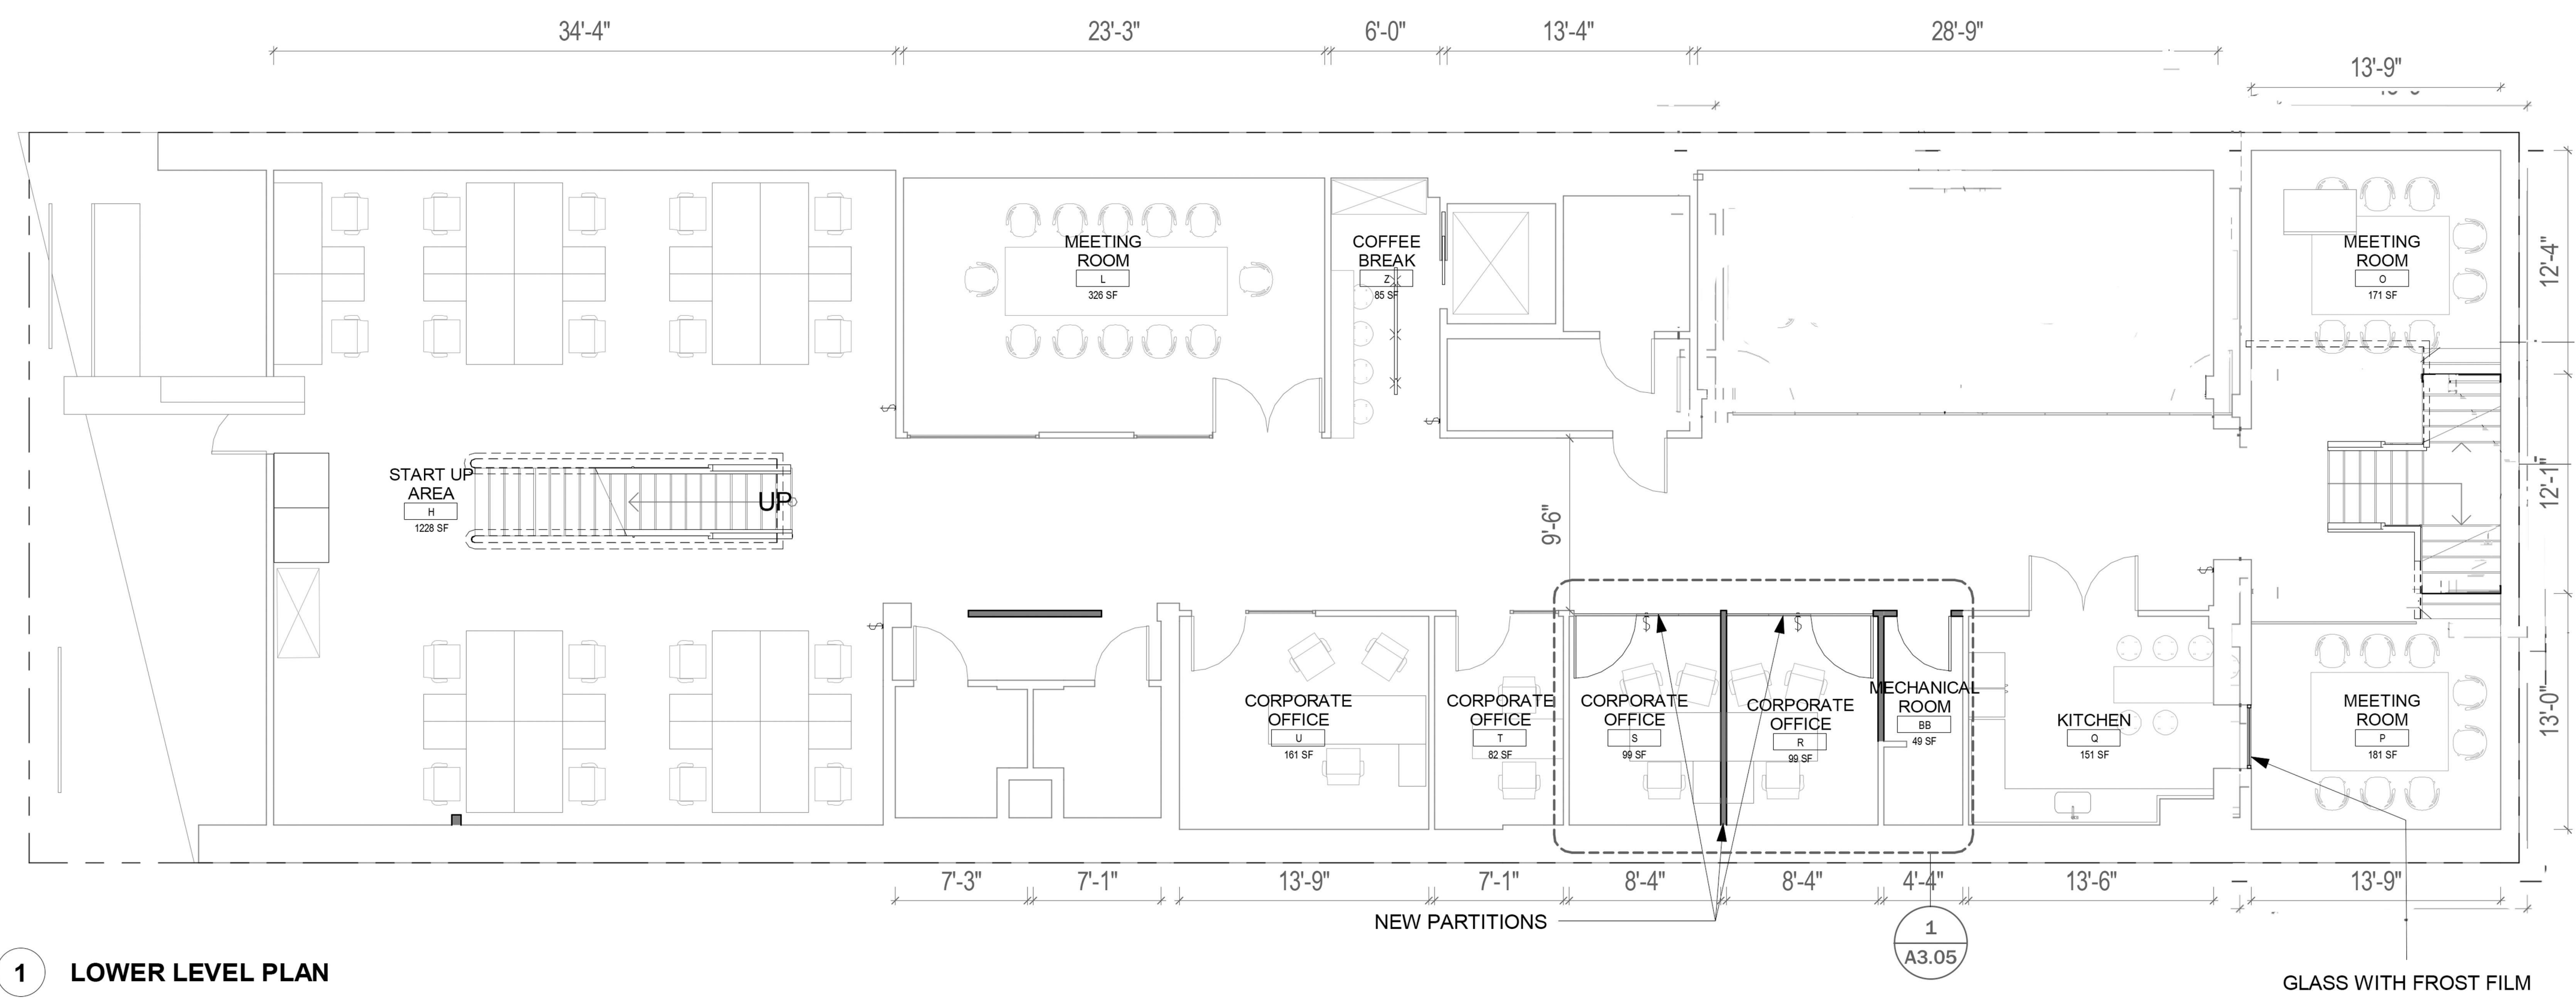 34'-4"
23'-3"
6'-0"
13'-4"
28'-9"
13'-9"
MEETING
ROOM
L
326 SF
COFFEE
BREAK
Z
85 SF
MEETING
ROOM
O
171 SF
12'-4"
START UP
AREA
H
1228 SF
UP
9'-6"
12'-1"
CORPORATE
OFFICE
U
161 SF
CORPORATE
OFFICE
T
82 SF
CORPORATE
OFFICE
S
99 SF
CORPORATE
OFFICE
R
99 SF
MECHANICAL
ROOM
BB
49 SF
KITCHEN
Q
151 SF
MEETING
ROOM
P
181 SF
13'-0"
7'-3"
7'-1"
13'-9"
7'-1"
8'-4"
8'-4"
4'-4"
13'-6"
13'-9"
NEW PARTITIONS
1
A3.05
1 LOWER LEVEL PLAN
GLASS WITH FROST FILM